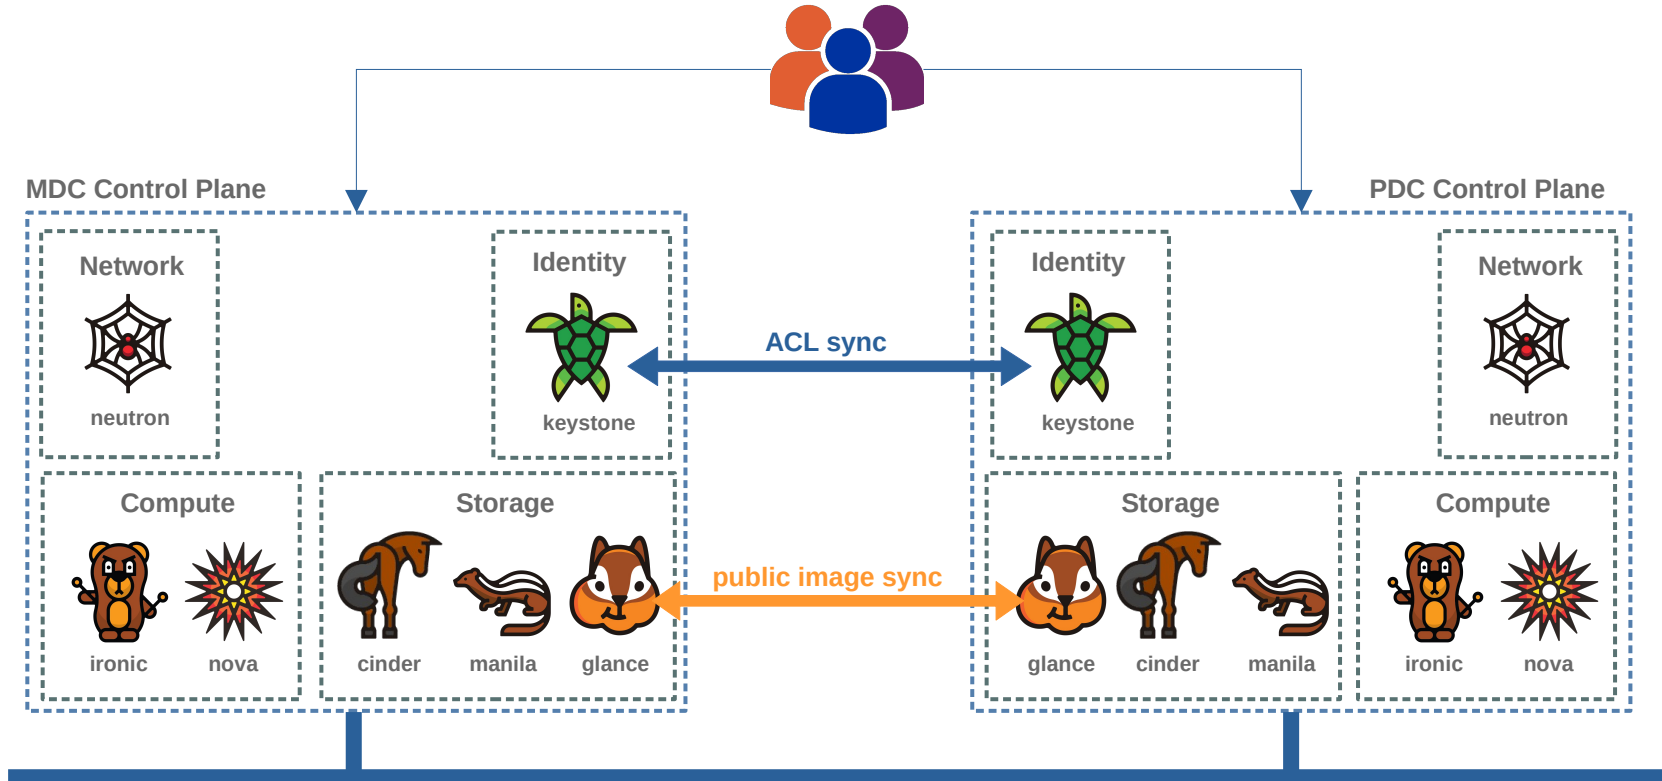 MDC Control Plane
PDC Control Plane
Network
neutron
Identity
keystone
ACL sync
Identity
keystone
Network
neutron
Compute
ironic
nova
Storage
cinder
manila
glance
public image sync
Storage
glance
cinder
manila
Compute
ironic
nova